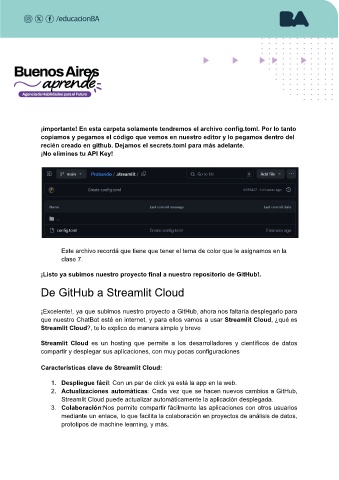 /educacionBA
BA
Buenos Aires
aprende
Agencia de Habilidades para el Futuro
¡importante! En esta carpeta solamente tendremos el archivo config.toml. Por lo tanto
copiamos y pegamos el código que vemos en nuestro editor y lo pegamos dentro del
recién creado en github. Dejamos el secrets.toml para más adelante.
¡No elimines tu API Key!
main
Probando / .streamlit /
Go to file
Add file
Create config.toml
Name
Last commit message
Last commit date
..
config.toml
Create config.toml
Este archivo recordá que tiene que tener el tema de color que le asignamos en la
clase 7.
¡Listo ya subimos nuestro proyecto final a nuestro repositorio de GitHub!.
De GitHub a Streamlit Cloud
¡Excelente!, ya que subimos nuestro proyecto a GitHub, ahora nos faltaría desplegarlo para
que nuestro ChatBot esté en internet, y para ellos vamos a usar Streamlit Cloud, ¿qué es
Streamlit Cloud?, te lo explico de manera simple y breve
Streamlit Cloud es un hosting que permite a los desarrolladores y científicos de datos
compartir y desplegar sus aplicaciones, con muy pocas configuraciones
Características clave de Streamlit Cloud:
1. Despliegue fácil: Con un par de click ya está la app en la web.
2. Actualizaciones automáticas: Cada vez que se hacen nuevos cambios a GitHub,
Streamlit Cloud puede actualizar automáticamente la aplicación desplegada.
3. Colaboración:Nos permite compartir fácilmente las aplicaciones con otros usuarios
mediante un enlace, lo que facilita la colaboración en proyectos de análisis de datos,
prototipos de machine learning, y más.